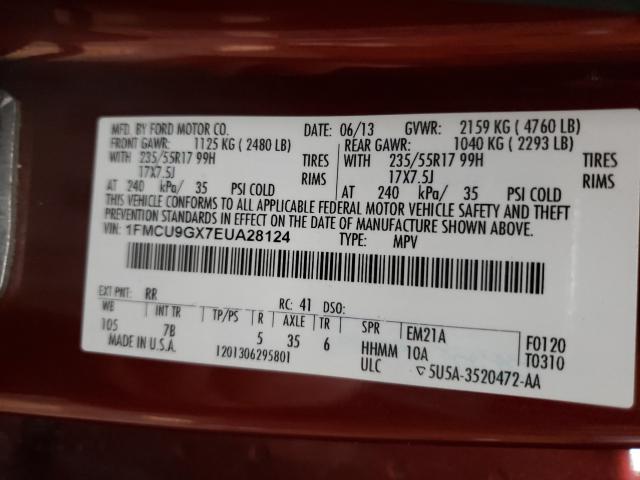 MFD. BY FORD MOTOR CO.
DATE: 06/13 GVWR: 2159 KG ( 4760 LB)
FRONT GAWR: 1125 KG ( 2480 LB)
REAR GAWR: 1040 KG ( 2293 LB)
WITH 235/55R17 99H TIRES
WITH 235/55R17 99H TIRES
17X7.5J RIMS
17X7.5J RIMS
AT 240 kPa/ 35 PSI COLD
AT 240 kPa/ 35 PSI COLD
THIS VEHICLE CONFORMS TO ALL APPLICABLE FEDERAL MOTOR VEHICLE SAFETY AND THEFT
PREVENTION STANDARDS IN EFFECT ON THE DATE OF MANUFACTURE SHOWN ABOVE.
VIN: 1FMCU9GX7EUA28124 TYPE: MPV
EXT PNT: RR RC: 41 DSO:
WB INT TR TP/PS R AXLE TR SPR EM21A F0120
105 7B 5 35 6 HHMM 10A T0310
MADE IN U.S.A. 1201306295801 ULC ▽5U5A-3520472-AA